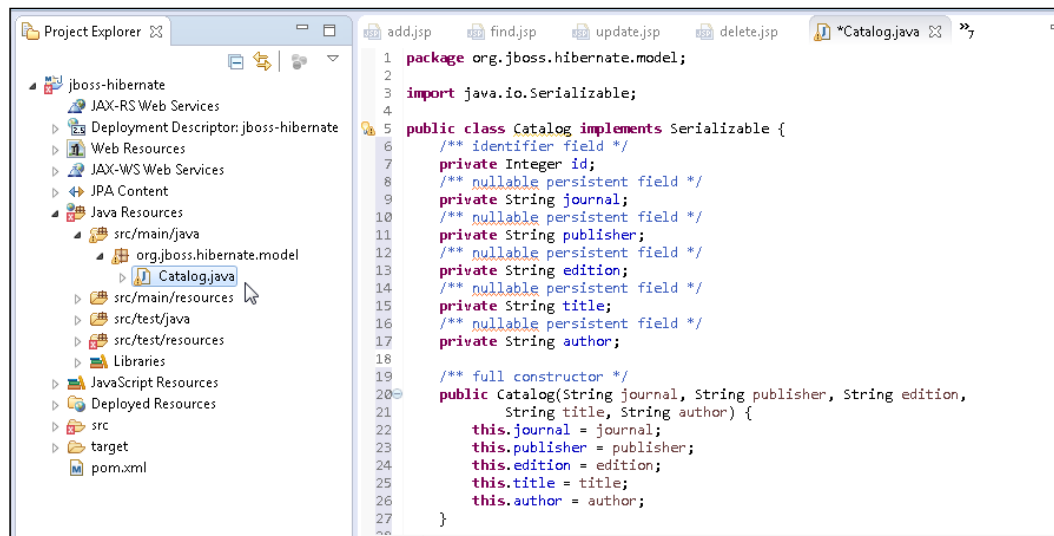 Project Explorer
jboss-hibernate
JAX-RS Web Services
Deployment Descriptor: jboss-hibernate
2.5
Web Resources
JAX-WS Web Services
JPA Content
Java Resources
src/main/java
org.jboss.hibernate.model
Catalog.java
src/main/resources
src/test/java
src/test/resources
Libraries
JavaScript Resources
Deployed Resources
src
target
pom.xml
add.jsp find.jsp update.jsp delete.jsp *Catalog.java »7
1 package org.jboss.hibernate.model;
2
3 import java.io.Serializable;
4
5 public class Catalog implements Serializable {
6 /** identifier field */
7 private Integer id;
8 /** nullable persistent field */
9 private String journal;
10 /** nullable persistent field */
11 private String publisher;
12 /** nullable persistent field */
13 private String edition;
14 /** nullable persistent field */
15 private String title;
16 /** nullable persistent field */
17 private String author;
18
19 /** full constructor */
20 public Catalog(String journal, String publisher, String edition,
21 String title, String author) {
22 this.journal = journal;
23 this.publisher = publisher;
24 this.edition = edition;
25 this.title = title;
26 this.author = author;
27 }
28